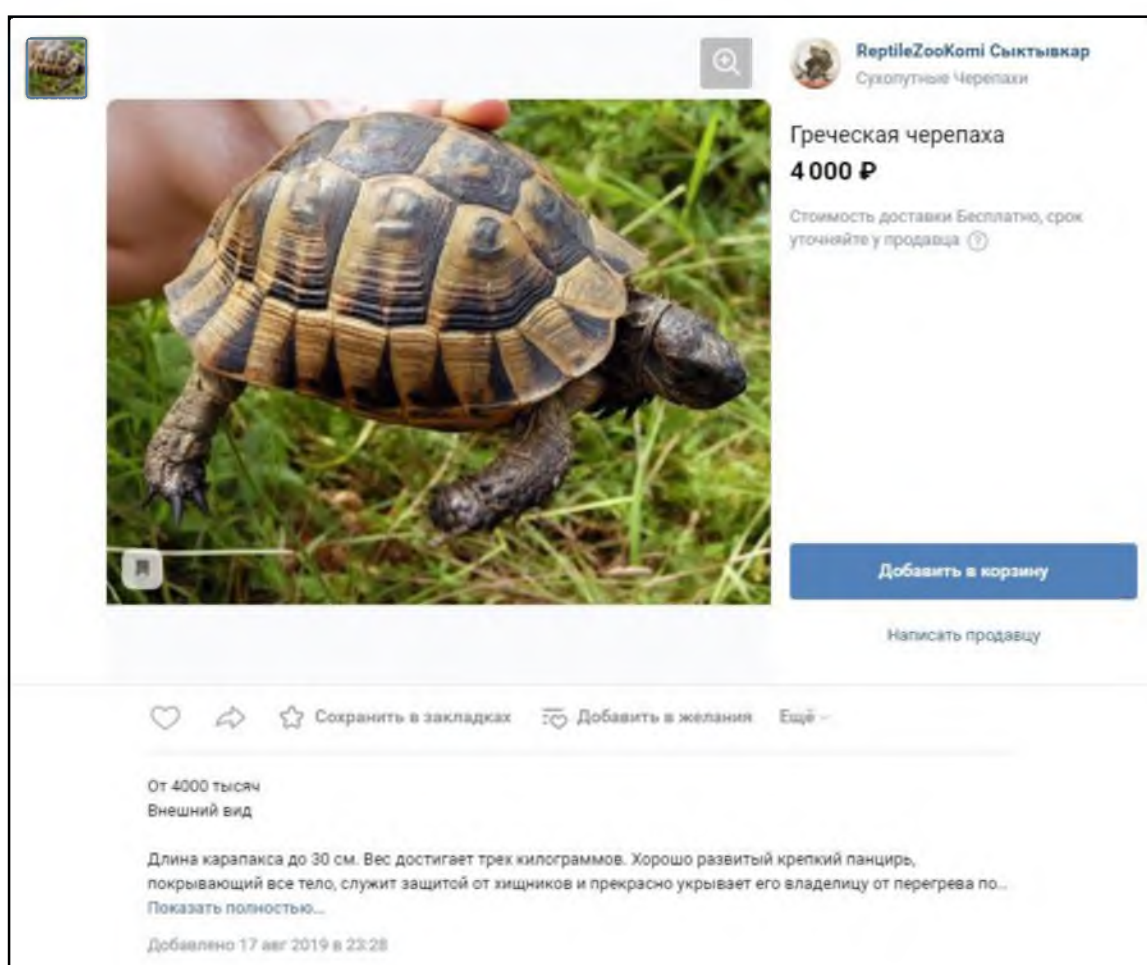 ReptileZooKomi Сыктывкар
Сухопутные Черепахи
Греческая черепаха
4 000 ₽
Стоимость доставки Бесплатно, срок
уточняйте у продавца ?
Добавить в корзину
Написать продавцу
Сохранить в закладках
Добавить в желания
Ещё
От 4000 тысяч
Внешний вид
Длина карапакса до 30 см. Вес достигает трех килограммов. Хорошо развитый крепкий панцирь,
покрывающий все тело, служит защитой от хищников и прекрасно укрывает его владелицу от перегрева по...
Показать полностью...
Добавлено 17 авг 2019 в 23:28